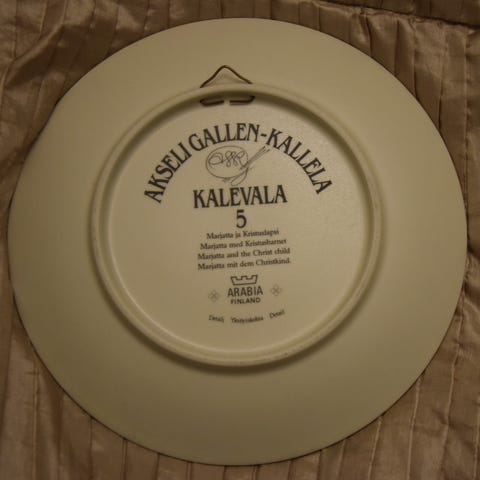 AKSELI GALLEN-KALLELA
KALEVALA
5
Marjatta ja Kristuslapsi
Marjatta med Kristusbarnet
Marjatta and the Christ child
Marjatta mit dem Christkind.
ARABIA
FINLAND
Detalj Yksityiskohta Detail